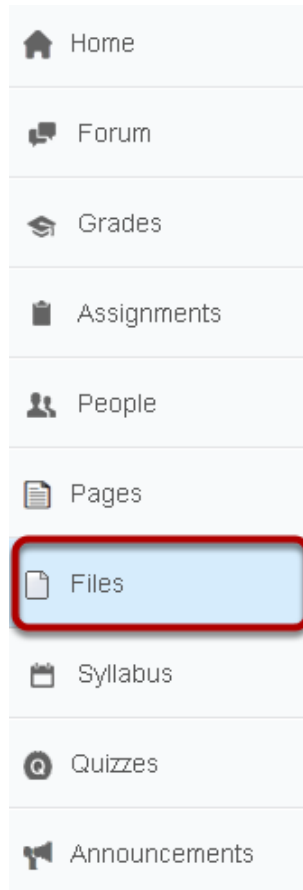 Home
Forum
Grades
Assignments
People
Pages
Files
Syllabus
Quizzes
Announcements